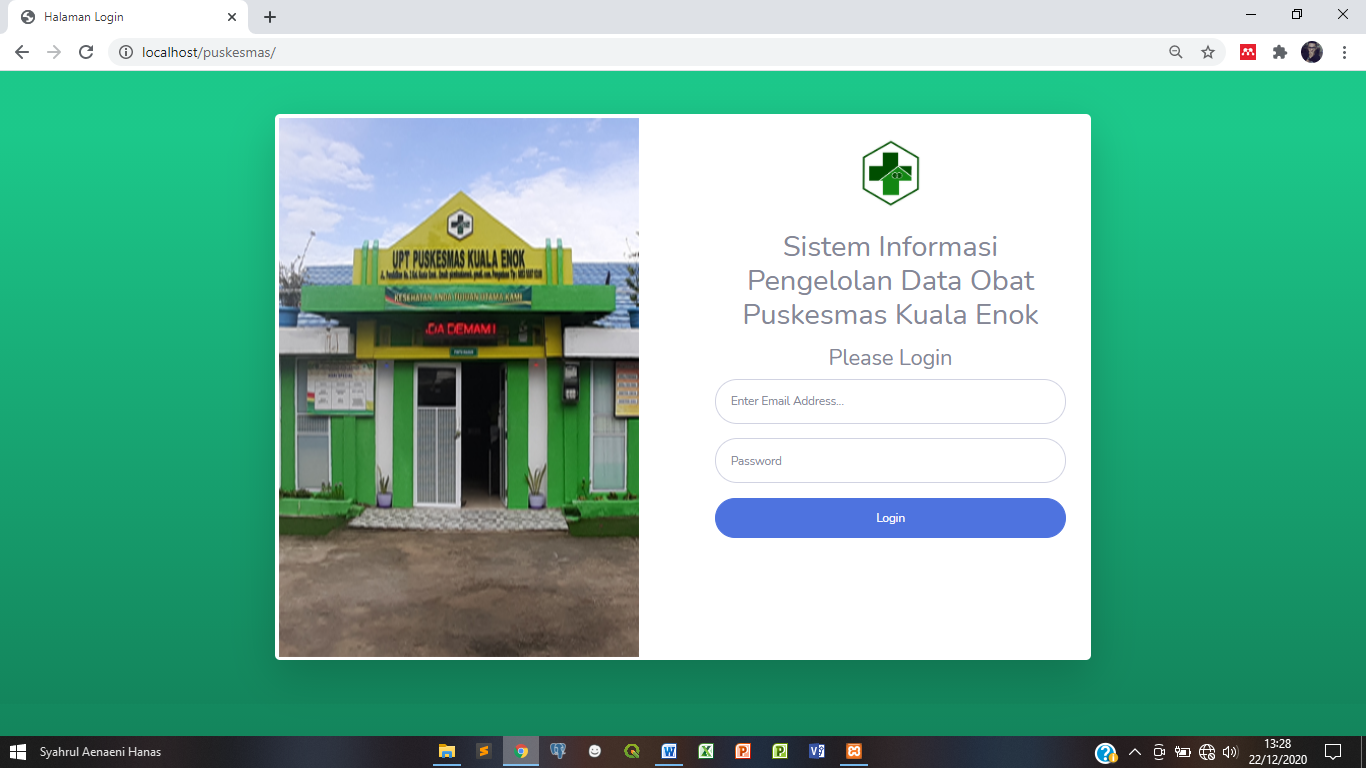 Halaman Login
localhost/puskesmas/
UPT PUSKESMAS KUALA ENOK
KESEHATAN ANDA TUJUAN UTAMA KAMI
DA DEMAM
Sistem Informasi
Pengelolan Data Obat
Puskesmas Kuala Enok
Please Login
Enter Email Address...
Password
Login
Syahrul Aenaeni Hanas
13:28
22/12/2020